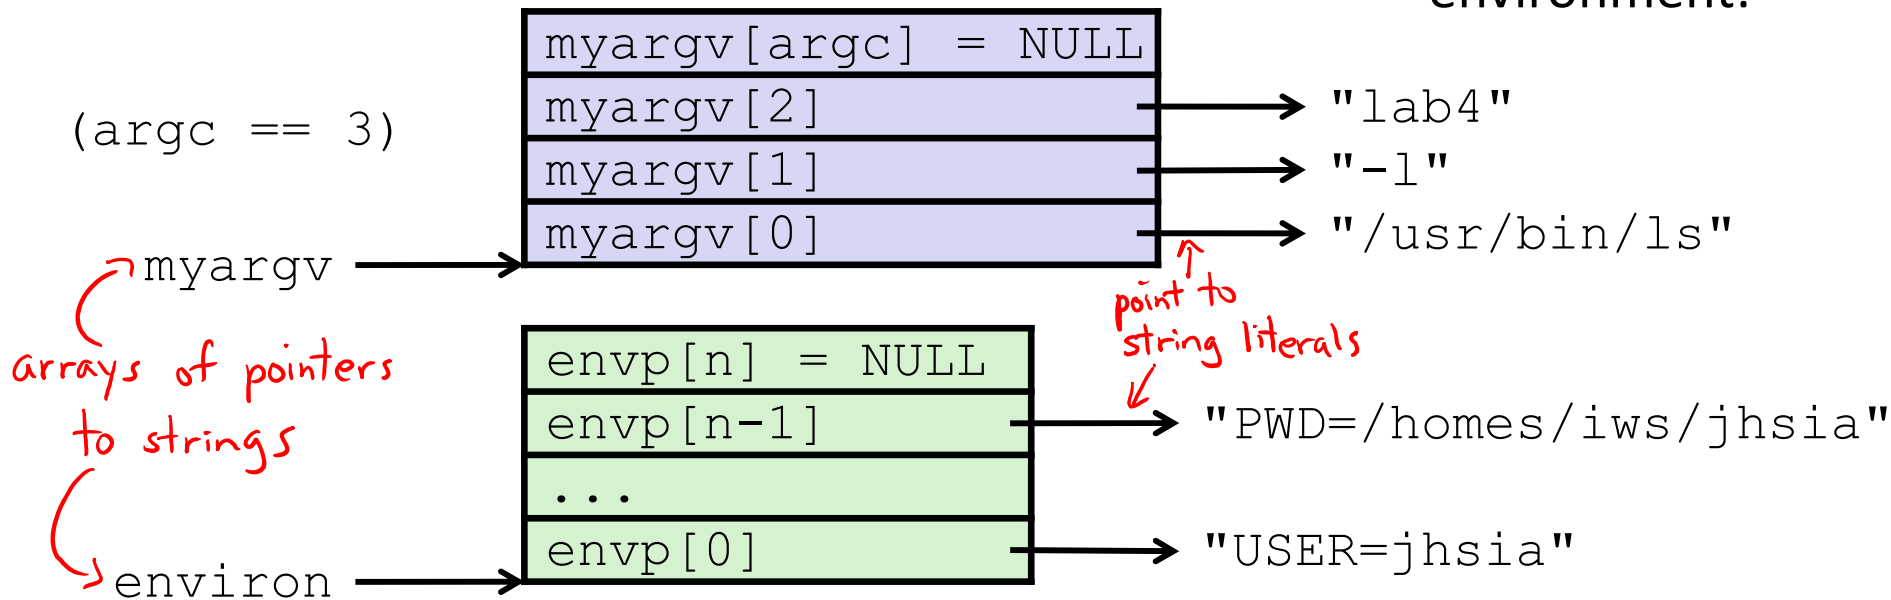 environment:
myargv[argc] = NULL
myargv[2]
"lab4"
(argc == 3)
myargv[1]
"-l"
myargv[0]
"/usr/bin/ls"
myargv
point to
string literals
arrays of pointers
to strings
envp[n] = NULL
envp[n-1]
"PWD=/homes/iws/jhsia"
...
envp[0]
"USER=jhsia"
environ